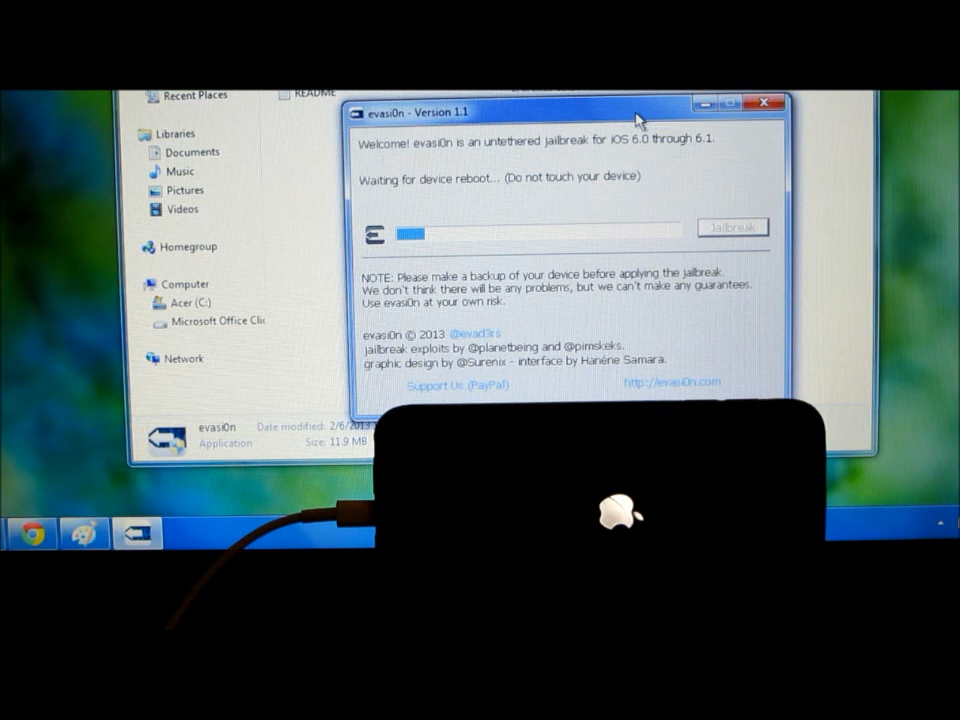 Recent Places
README
evasi0n - Version 1.1
Welcome! evasi0n is an untethered jailbreak for iOS 6.0 through 6.1.
Libraries
Documents
Waiting for device reboot... (Do not touch your device)
Music
Pictures
Videos
Jailbreak
Homegroup
NOTE: Please make a backup of your device before applying the jailbreak.
We don't think there will be any problems, but we can't make any guarantees.
Use evasi0n at your own risk.
Computer
Acer (C:)
Microsoft Office Clic
evasi0n © 2013 @evad3rs
jailbreak exploits by @planetbeing and @pimskeks.
graphic design by @Surenix - interface by Hanéne Samara.
Network
Support Us (PayPal)
http://evasi0n.com
evasi0n
Date modified: 2/6/2013
Application
Size: 11.9 MB